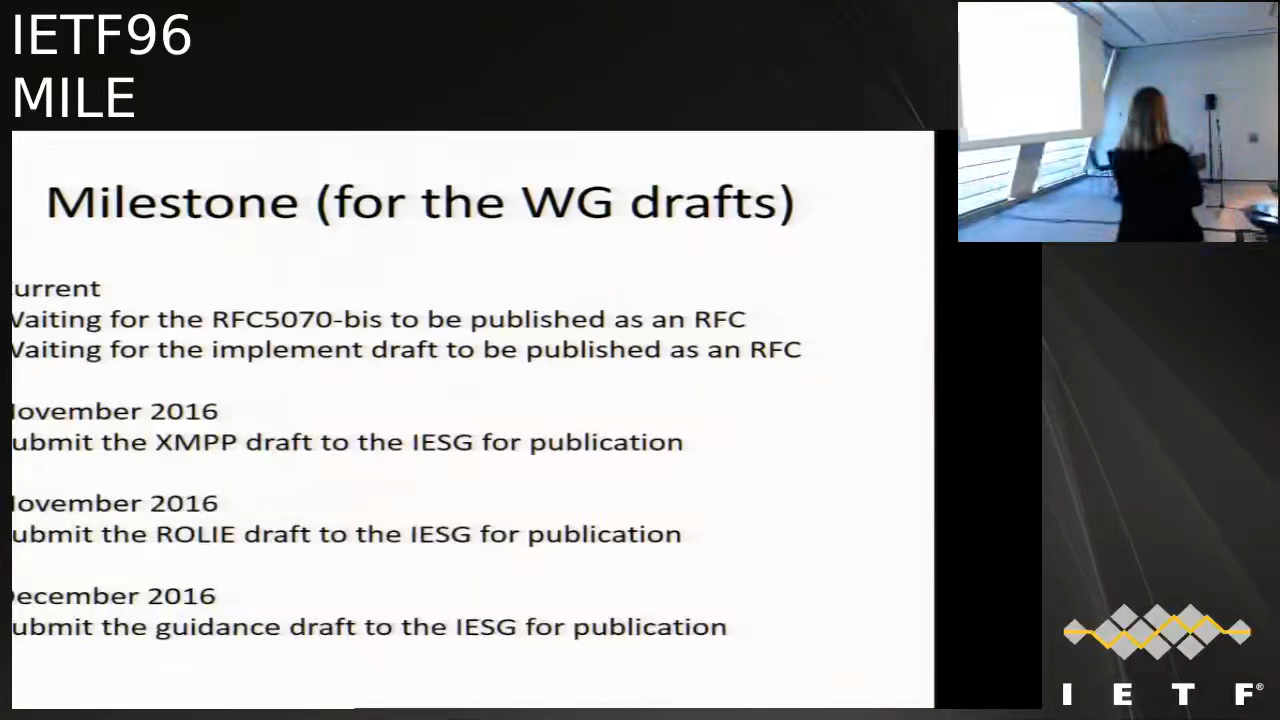 IETF96
MILE
Milestone (for the WG drafts)
urrent
Vaiting for the RFC5070-bis to be published as an RFC
Vaiting for the implement draft to be published as an RFC
lovember 2016
ubmit the XMPP draft to the IESG for publication
lovember 2016
ubmit the ROLIE draft to the IESG for publication
ecember 2016
ubmit the guidance draft to the IESG for publication
I E T F®